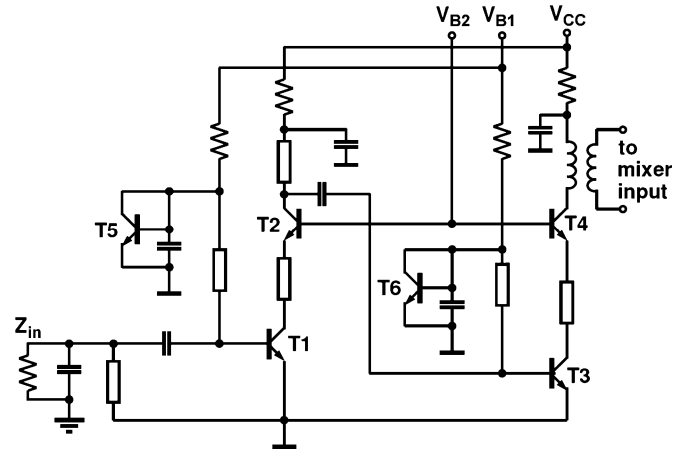 V_B2 V_B1 V_CC
to
mixer
input
T5
T2
T4
T6
Z_in
T1
T3